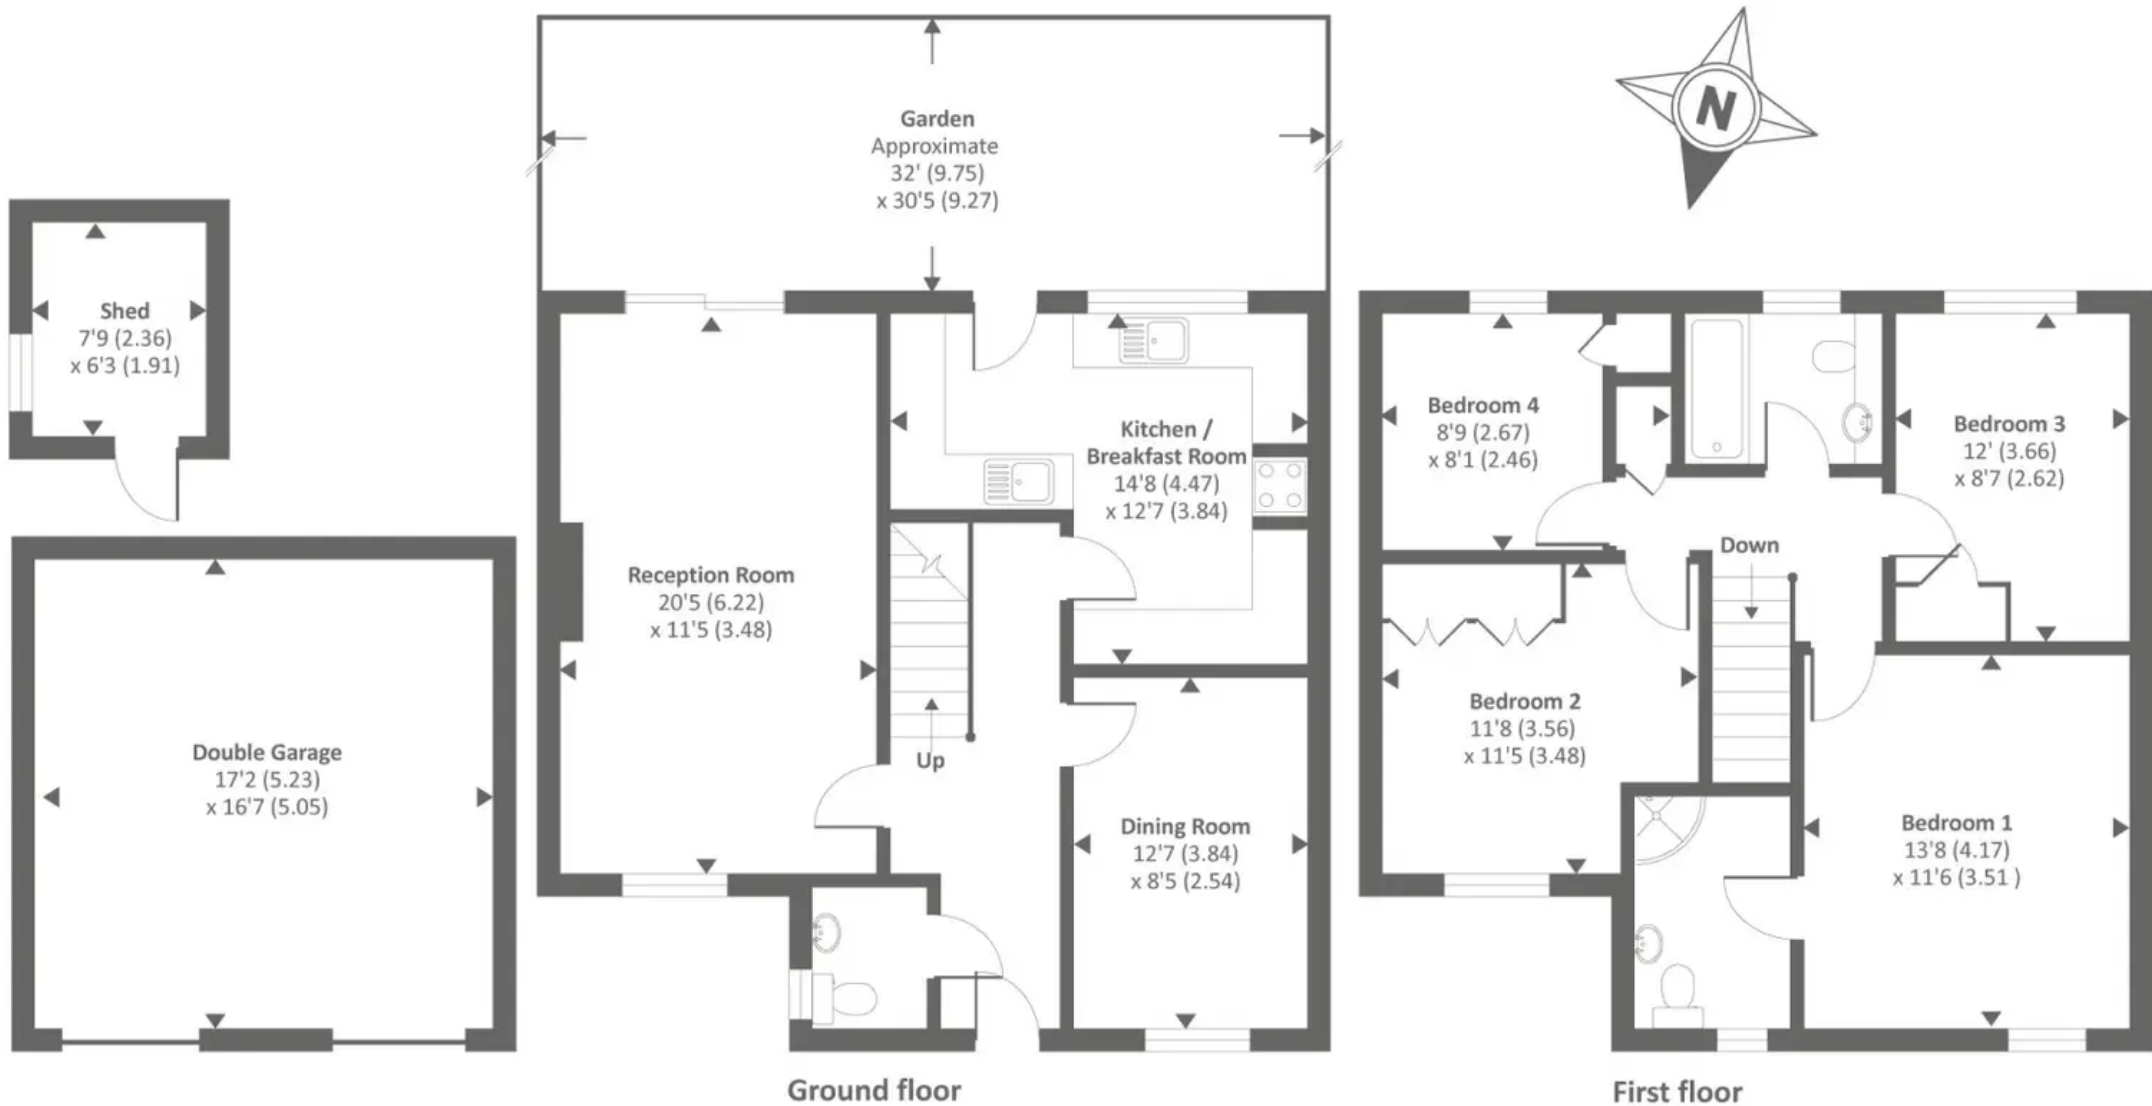 Garden
Approximate
32' (9.75)
x 30'5 (9.27)
N
Shed
7'9 (2.36)
x 6'3 (1.91)
Double Garage
17'2 (5.23)
x 16'7 (5.05)
Reception Room
20'5 (6.22)
x 11'5 (3.48)
Kitchen /
Breakfast Room
14'8 (4.47)
x 12'7 (3.84)
Up
Dining Room
12'7 (3.84)
x 8'5 (2.54)
Ground floor
Bedroom 4
8'9 (2.67)
x 8'1 (2.46)
Bedroom 3
12' (3.66)
x 8'7 (2.62)
Down
Bedroom 2
11'8 (3.56)
x 11'5 (3.48)
Bedroom 1
13'8 (4.17)
x 11'6 (3.51 )
First floor